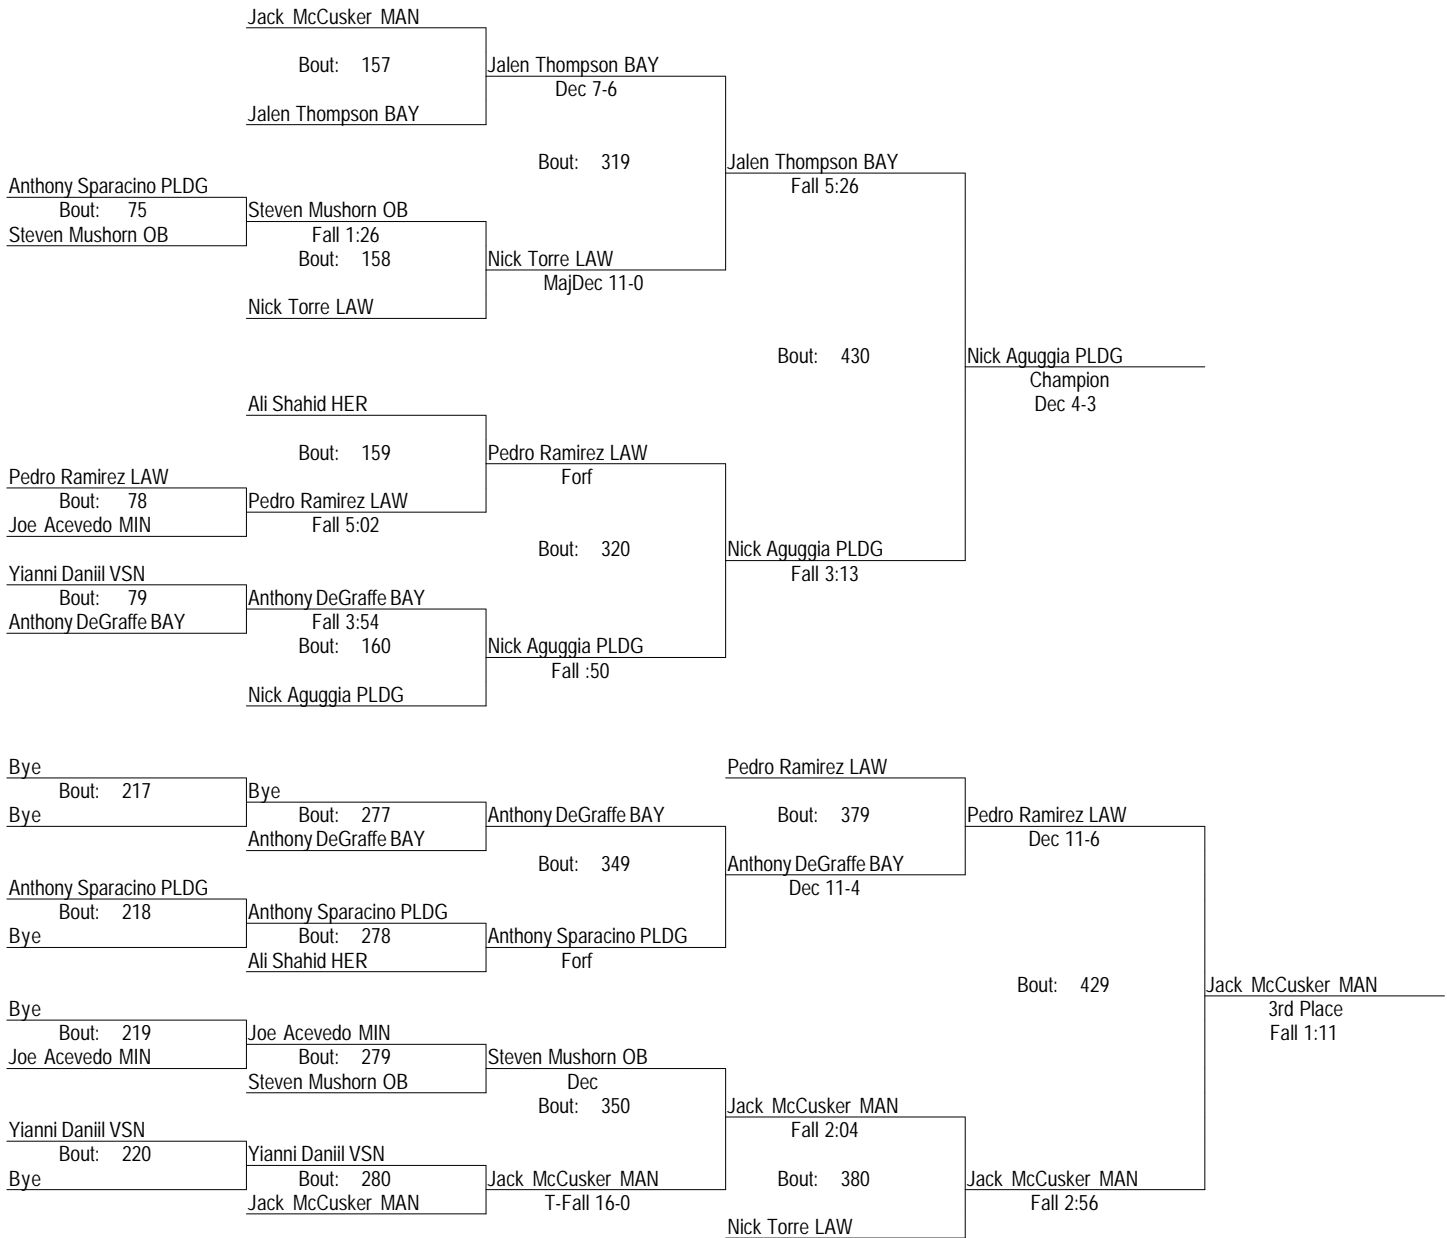 Jack McCusker MAN
Bout: 157
Jalen Thompson BAY
Dec 7-6
Jalen Thompson BAY
Bout: 319
Jalen Thompson BAY
Fall 5:26
Anthony Sparacino PLDG
Bout: 75
Steven Mushorn OB
Steven Mushorn OB
Fall 1:26
Bout: 158
Nick Torre LAW
MajDec 11-0
Nick Torre LAW
Bout: 430
Nick Aguggia PLDG
Champion
Dec 4-3
Ali Shahid HER
Bout: 159
Pedro Ramirez LAW
Forf
Pedro Ramirez LAW
Bout: 78
Joe Acevedo MIN
Pedro Ramirez LAW
Fall 5:02
Bout: 320
Nick Aguggia PLDG
Fall 3:13
Yianni Daniil VSN
Bout: 79
Anthony DeGraffe BAY
Anthony DeGraffe BAY
Fall 3:54
Bout: 160
Nick Aguggia PLDG
Fall :50
Nick Aguggia PLDG
Bye
Bout: 217
Bye
Bye
Bout: 277
Anthony DeGraffe BAY
Anthony DeGraffe BAY
Bout: 349
Pedro Ramirez LAW
Bout: 379
Anthony DeGraffe BAY
Dec 11-4
Pedro Ramirez LAW
Dec 11-6
Anthony Sparacino PLDG
Bout: 218
Bye
Anthony Sparacino PLDG
Bout: 278
Ali Shahid HER
Anthony Sparacino PLDG
Forf
Bout: 429
Jack McCusker MAN
3rd Place
Fall 1:11
Bye
Bout: 219
Joe Acevedo MIN
Joe Acevedo MIN
Bout: 279
Steven Mushorn OB
Steven Mushorn OB
Dec
Bout: 350
Jack McCusker MAN
Fall 2:04
Yianni Daniil VSN
Bout: 220
Bye
Yianni Daniil VSN
Bout: 280
Jack McCusker MAN
Jack McCusker MAN
T-Fall 16-0
Bout: 380
Nick Torre LAW
Jack McCusker MAN
Fall 2:56